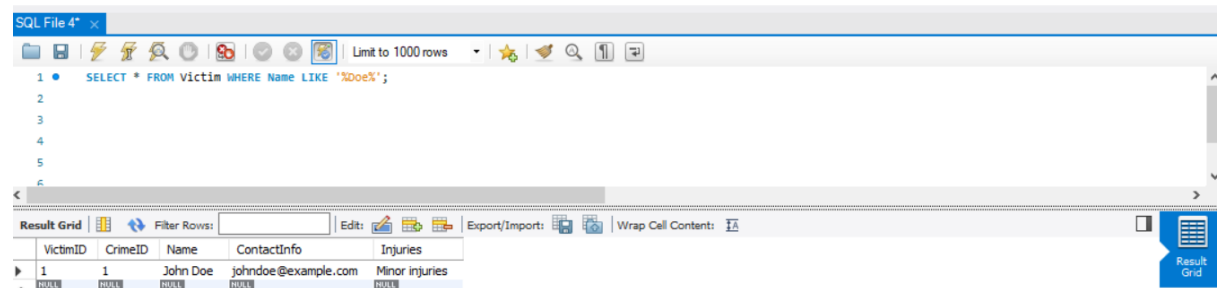 SQL File 4*
Limit to 1000 rows
1 SELECT * FROM Victim WHERE Name LIKE '%Doe%';
2
3
4
5
6
Result Grid Filter Rows: Edit: Export/Import: Wrap Cell Content:
VictimID CrimeID Name ContactInfo Injuries
1 1 John Doe johndoe@example.com Minor injuries
NULL NULL NULL NULL NULL
Result
Grid